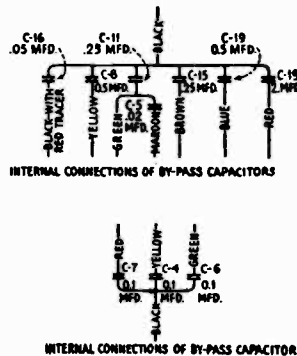 BLACK
C-16
.05 MFD.
C-11
.25 MFD.
C-19
0.5 MFD.
C-8
0.5 MFD.
C-15
.25 MFD.
C-19
2. MFD.
C-5
.02
MFD.
BLACK WITH
RED TRACER
YELLOW
GREEN
MAROON
BROWN
BLUE
RED
INTERNAL CONNECTIONS OF BY-PASS CAPACITORS
RED
YELLOW
GREEN
C-7
0.1
MFD.
C-4
0.1
MFD.
C-6
0.1
MFD.
BLACK
INTERNAL CONNECTIONS OF BY-PASS CAPACITOR